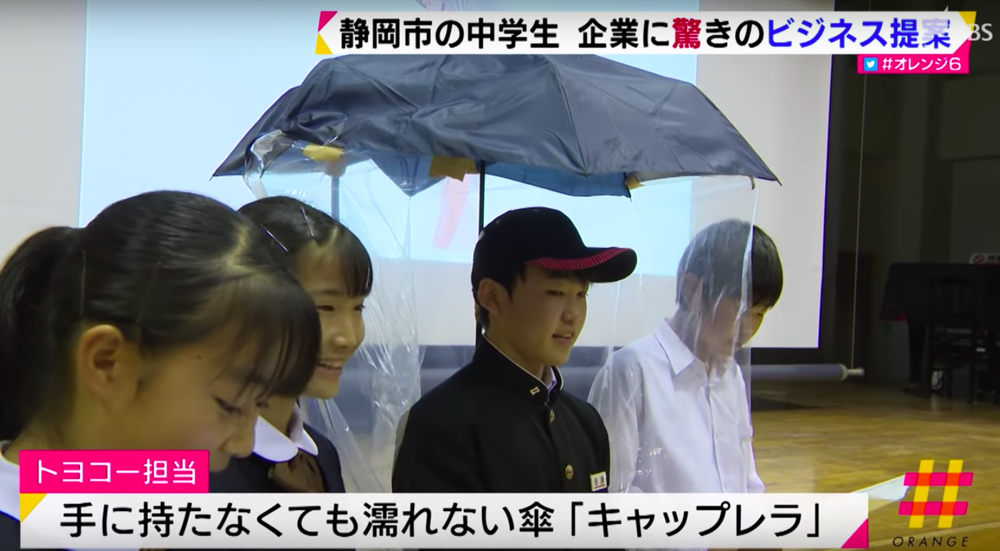 静岡市の中学生 企業に驚きのビジネス提案
BS
#オレンジ6
トヨコー担当
手に持たなくても濡れない傘「キャップレラ」
#
ORANGE